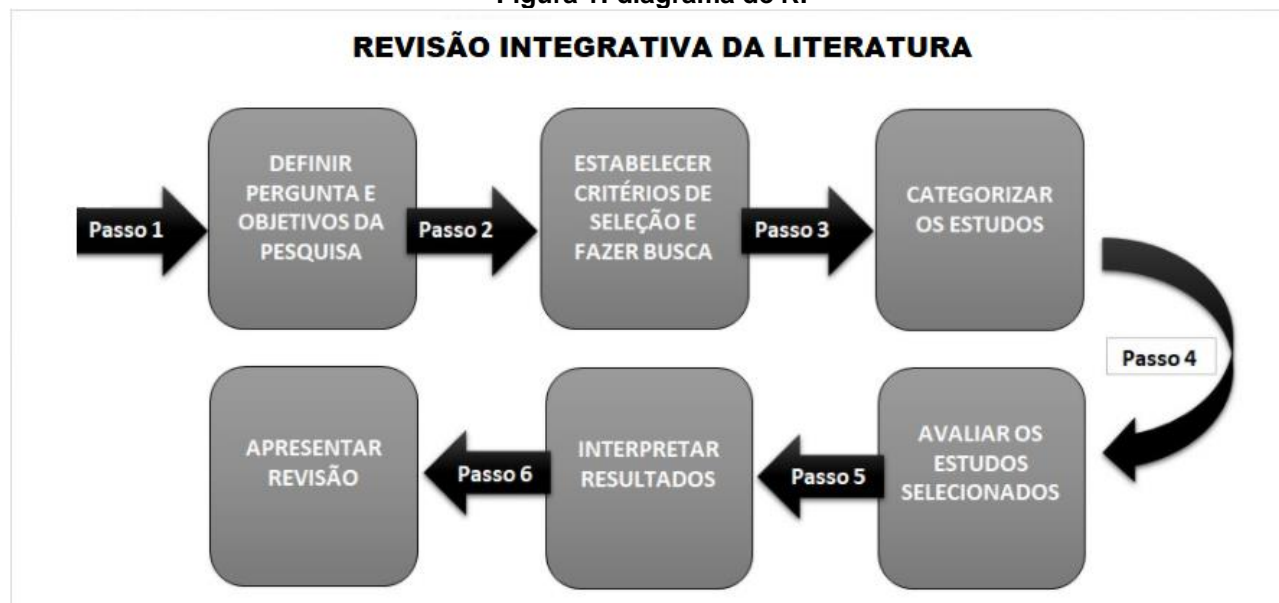 REVISÃO INTEGRATIVA DA LITERATURA
Passo 1
DEFINIR
PERGUNTA E
OBJETIVOS DA
PESQUISA
Passo 2
ESTABELECER
CRITÉRIOS DE
SELEÇÃO E
FAZER BUSCA
Passo 3
CATEGORIZAR
OS ESTUDOS
Passo 4
AVALIAR OS
ESTUDOS
SELECIONADOS
Passo 5
INTERPRETAR
RESULTADOS
Passo 6
APRESENTAR
REVISÃO